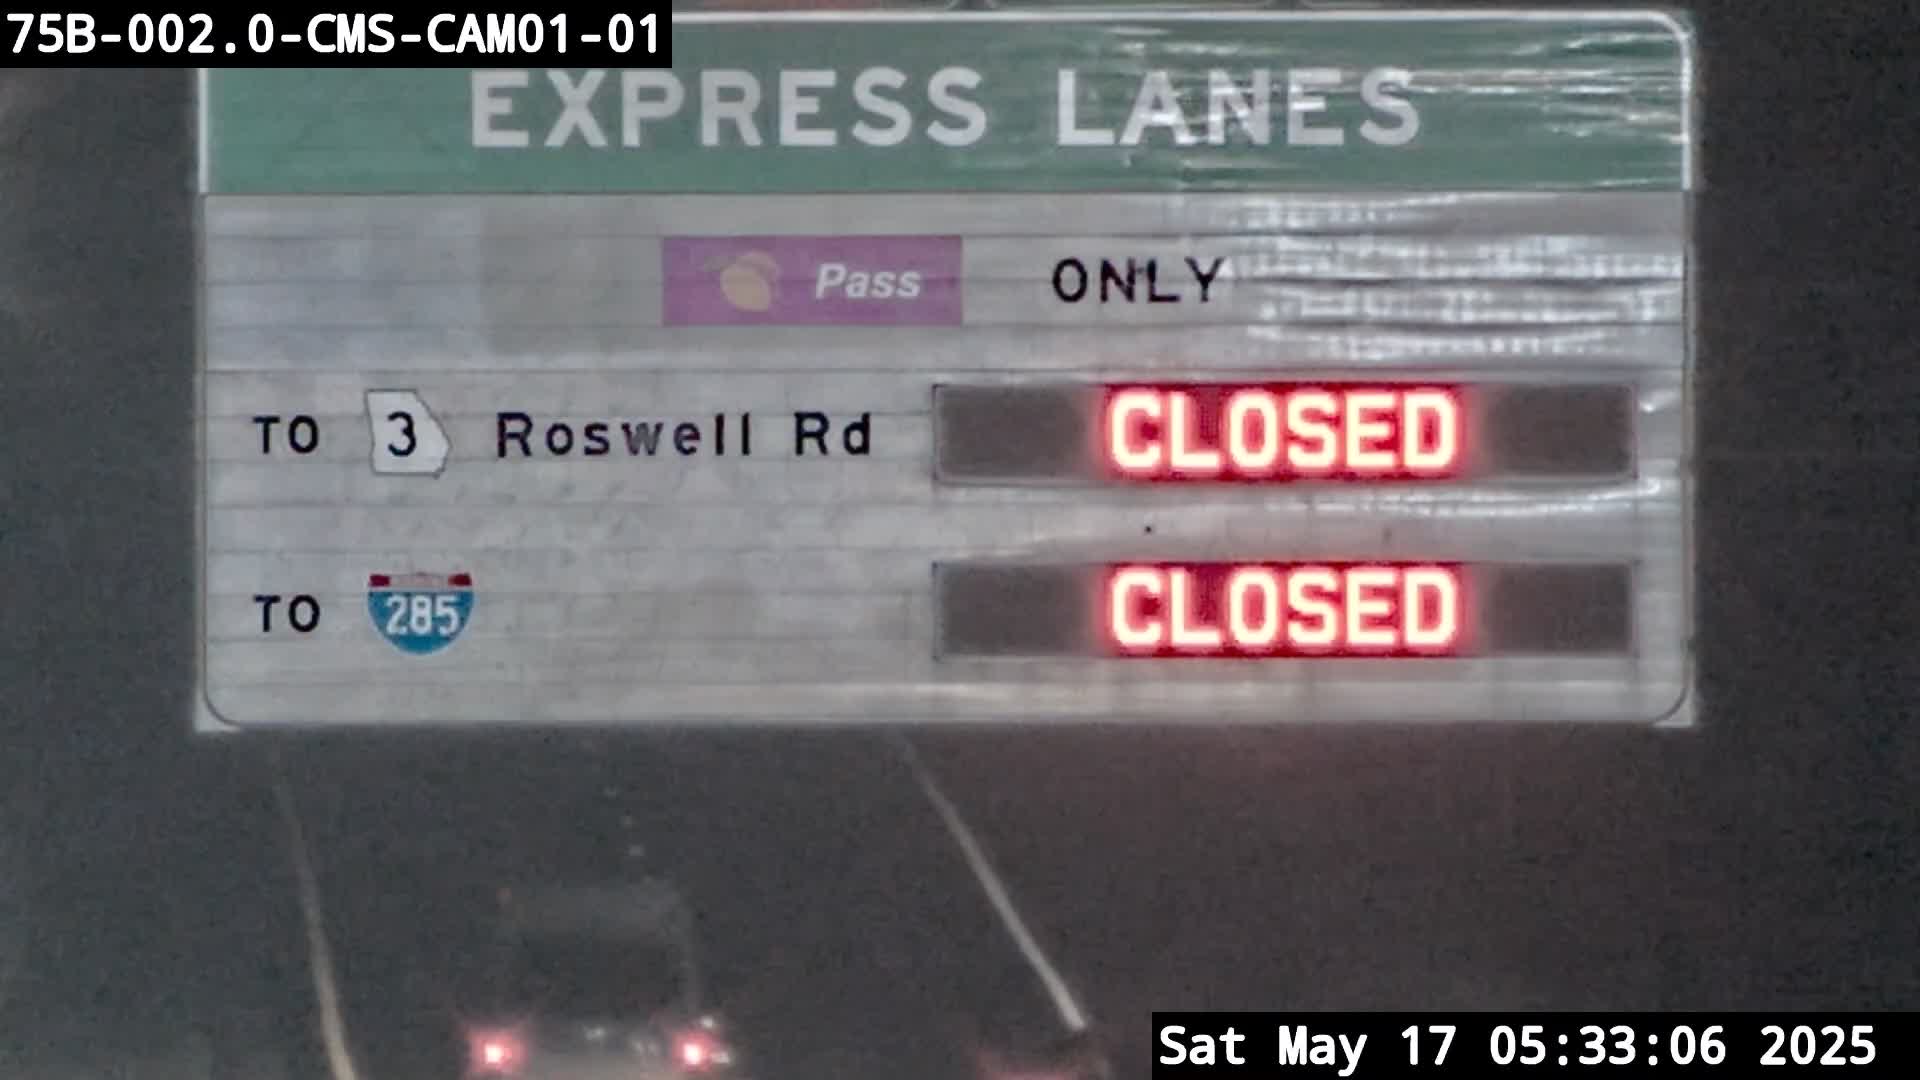 75B-002.0-CMS-CAM01-01
EXPRESS LANES
Pass ONLY
TO 3 Roswell Rd CLOSED
TO 285 CLOSED
Sat May 17 05:33:06 2025